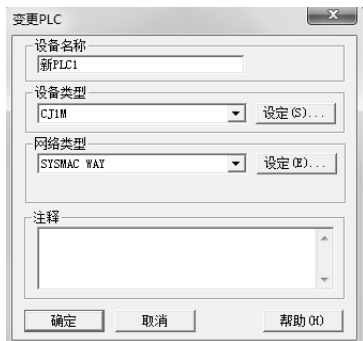 变更PLC
设备名称
新PLC1
设备类型
CJ1M
设定(S)...
网络类型
SYSMAC WAY
设定(E)...
注释
确定 取消 帮助(H)